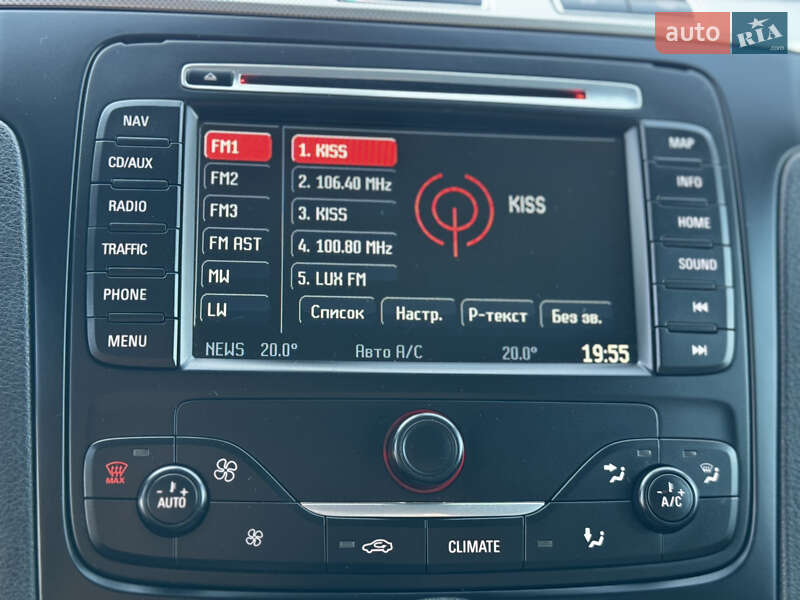 auto RIA
NAV
CD/AUX
RADIO
TRAFFIC
PHONE
MENU
FM1
FM2
FM3
FM AST
MW
LW
1. KISS
2. 106.40 MHz
3. KISS
4. 100.80 MHz
5. LUX FM
KISS
Список Настр. Р-текст Без зв.
NEWS 20.0° Авто A/C 20.0° 19:55
MAP
INFO
HOME
SOUND
MAX
- + AUTO
CLIMATE
- + A/C